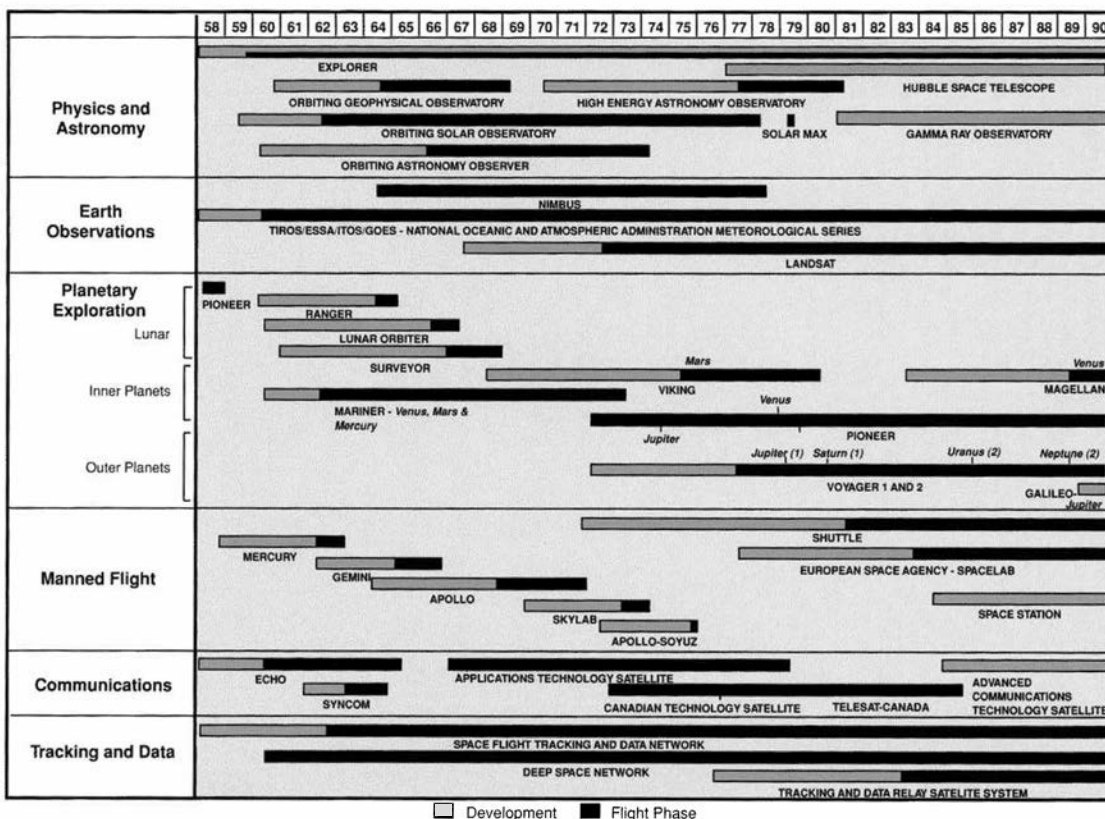 58 59 60 61 62 63 64 65 66 67 68 69 70 71 72 73 74 75 76 77 78 79 80 81 82 83 84 85 86 87 88 89 90
Physics and
Astronomy
EXPLORER
HUBBLE SPACE TELESCOPE
ORBITING GEOPHYSICAL OBSERVATORY
HIGH ENERGY ASTRONOMY OBSERVATORY
ORBITING SOLAR OBSERVATORY
SOLAR MAX
GAMMA RAY OBSERVATORY
ORBITING ASTRONOMY OBSERVER
Earth
Observations
NIMBUS
TIROS/ESSA/ITOS/GOES - NATIONAL OCEANIC AND ATMOSPHERIC ADMINISTRATION METEOROLOGICAL SERIES
LANDSAT
Planetary
Exploration
Lunar
PIONEER
RANGER
LUNAR ORBITER
SURVEYOR
Inner Planets
Mars
VIKING
Venus
MAGELLAN
MARINER - Venus, Mars &
Mercury
Venus
Jupiter
PIONEER
Outer Planets
Jupiter (1)
Saturn (1)
Uranus (2)
Neptune (2)
VOYAGER 1 AND 2
GALILEO-
Jupiter
Manned Flight
SHUTTLE
MERCURY
EUROPEAN SPACE AGENCY - SPACELAB
GEMINI
APOLLO
SKYLAB
SPACE STATION
APOLLO-SOYUZ
Communications
ECHO
APPLICATIONS TECHNOLOGY SATELLITE
SYNCOM
CANADIAN TECHNOLOGY SATELLITE
TELESAT-CANADA
ADVANCED
COMMUNICATIONS
TECHNOLOGY SATELLITE
Tracking and Data
SPACE FLIGHT TRACKING AND DATA NETWORK
DEEP SPACE NETWORK
TRACKING AND DATA RELAY SATELITE SYSTEM
Development
Flight Phase